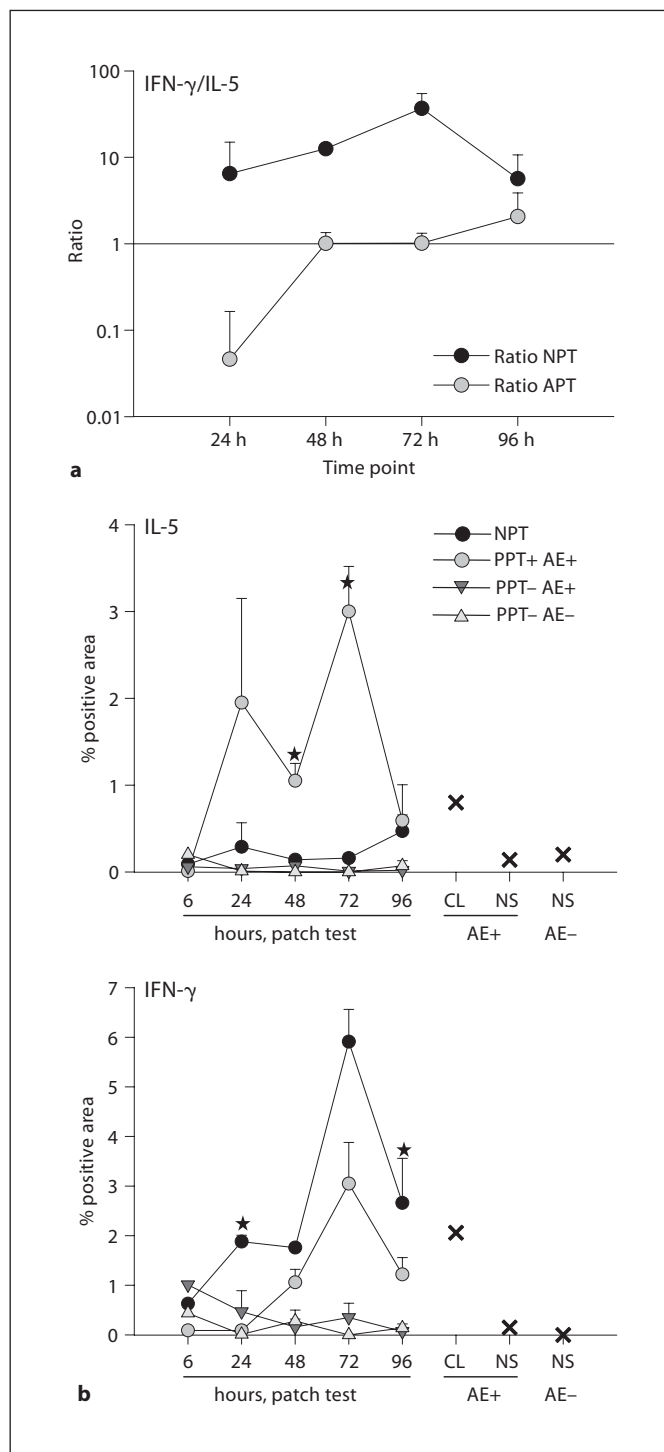 IFN-γ/IL-5
100
10
1
0.1
0.01
Ratio
Ratio NPT
Ratio APT
24 h 48 h 72 h 96 h
Time point
a
IL-5
4
3
2
1
0
% positive area
NPT
PPT+ AE+
PPT– AE+
PPT– AE–
6 24 48 72 96 CL NS NS
hours, patch test AE+ AE–
IFN-γ
7
6
5
4
3
2
1
0
% positive area
6 24 48 72 96 CL NS NS
hours, patch test AE+ AE–
b